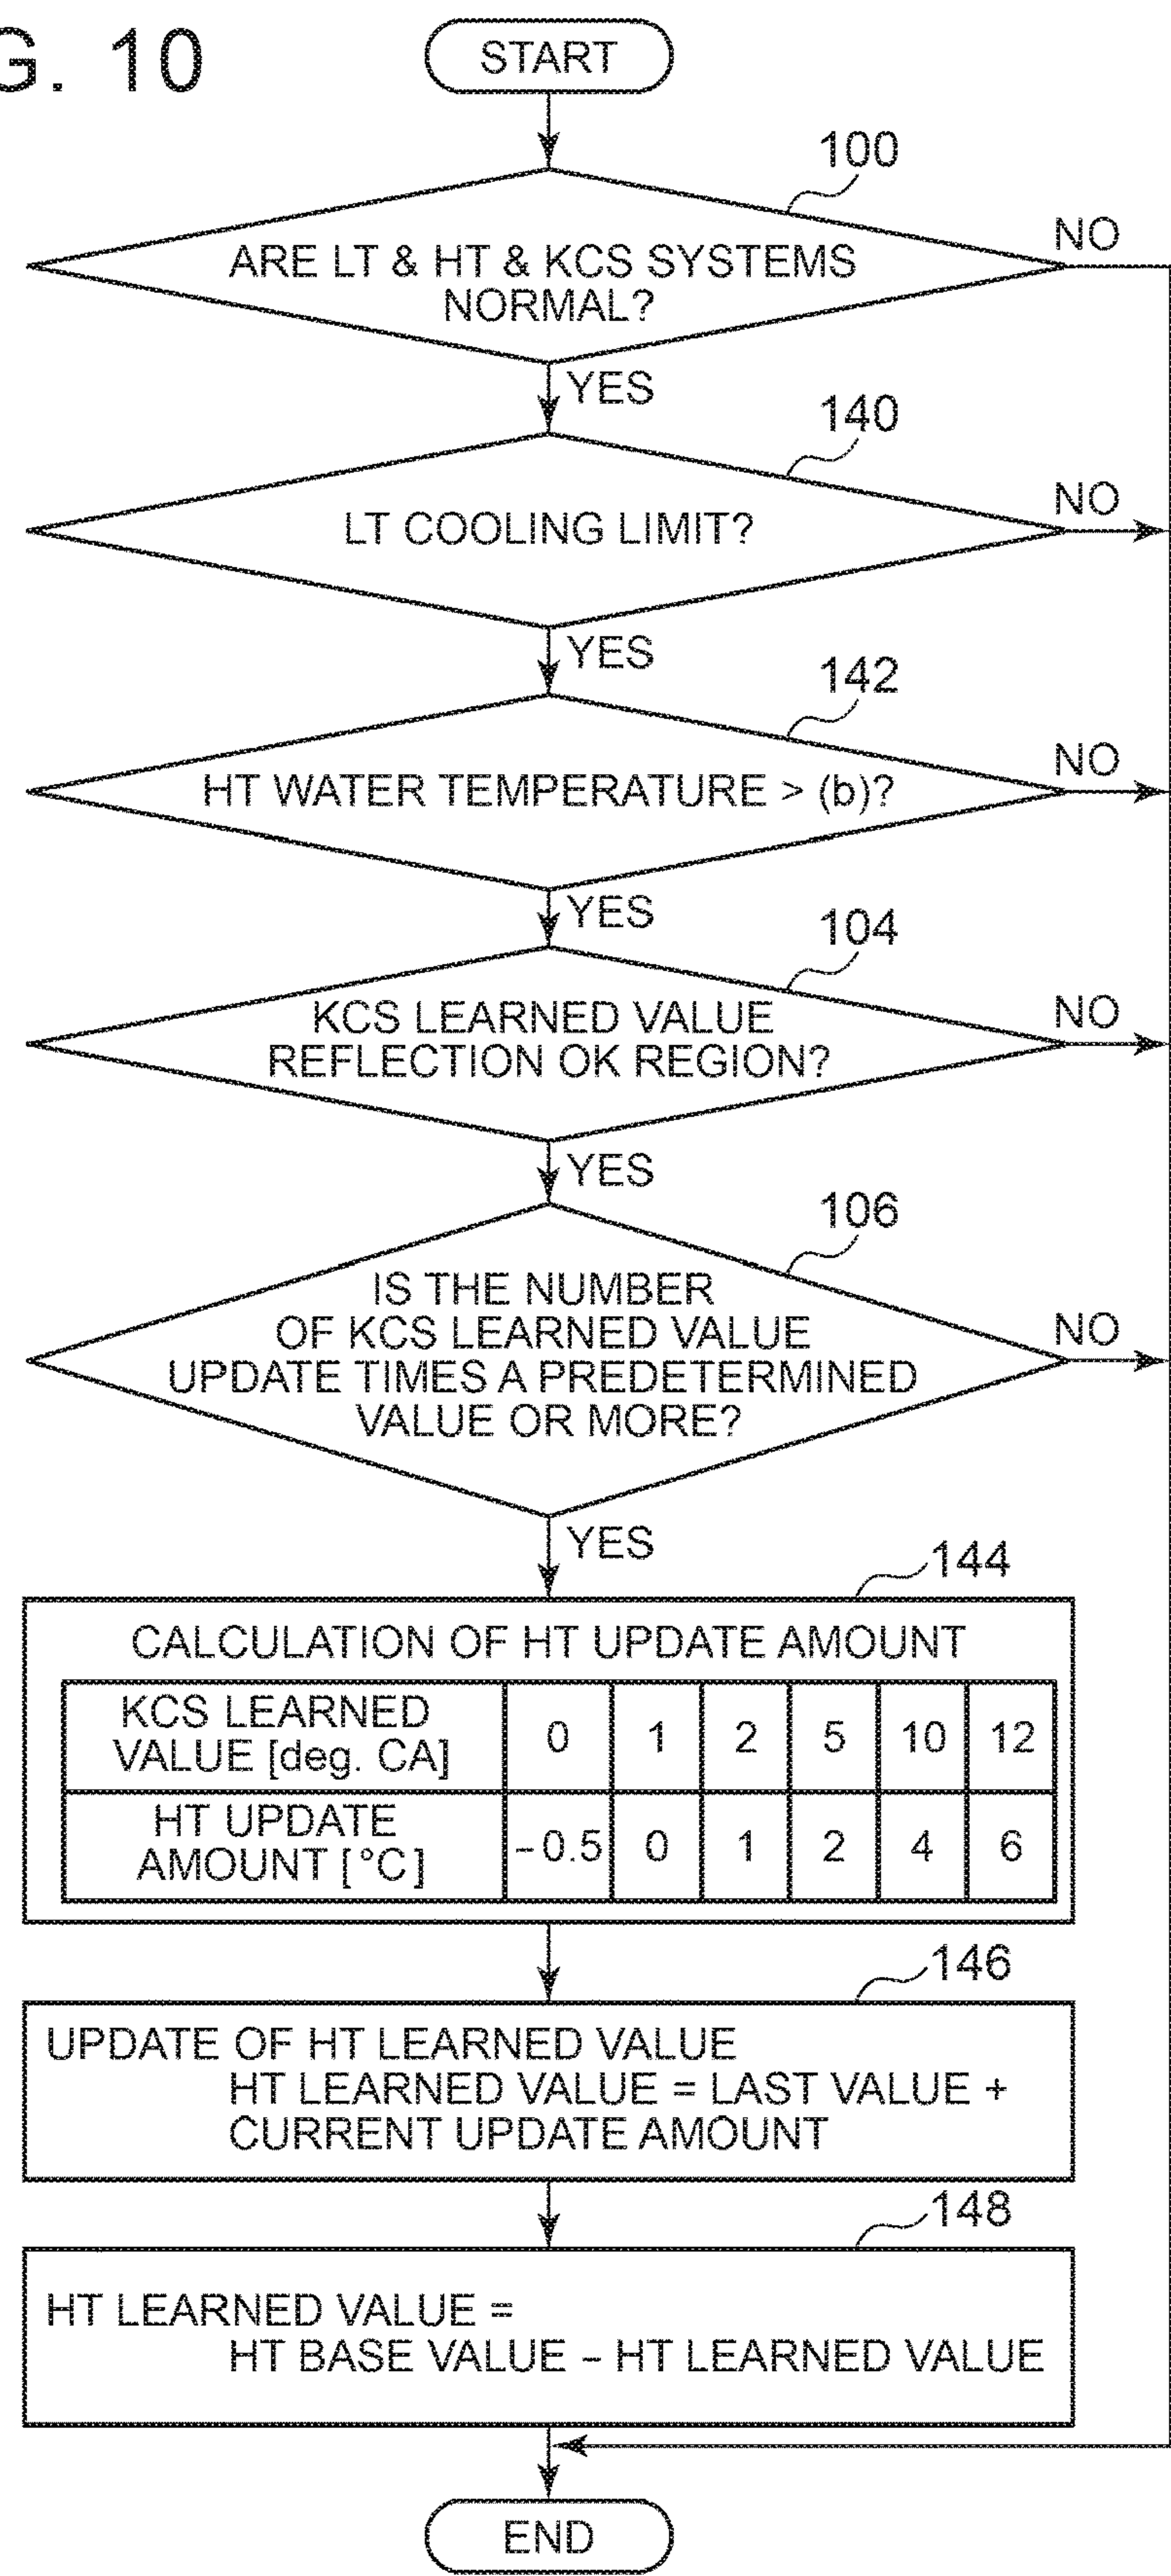 G. 10
START
100
ARE LT & HT & KCS SYSTEMS
NORMAL?
NO
YES
140
LT COOLING LIMIT?
NO
YES
142
HT WATER TEMPERATURE > (b)?
NO
YES
104
KCS LEARNED VALUE
REFLECTION OK REGION?
NO
YES
106
IS THE NUMBER
OF KCS LEARNED VALUE
UPDATE TIMES A PREDETERMINED
VALUE OR MORE?
NO
YES
144
CALCULATION OF HT UPDATE AMOUNT
KCS LEARNED
VALUE [deg. CA]
0 1 2 5 10 12
HT UPDATE
AMOUNT [°C]
-0.5 0 1 2 4 6
146
UPDATE OF HT LEARNED VALUE
HT LEARNED VALUE = LAST VALUE +
CURRENT UPDATE AMOUNT
148
HT LEARNED VALUE =
HT BASE VALUE – HT LEARNED VALUE
END